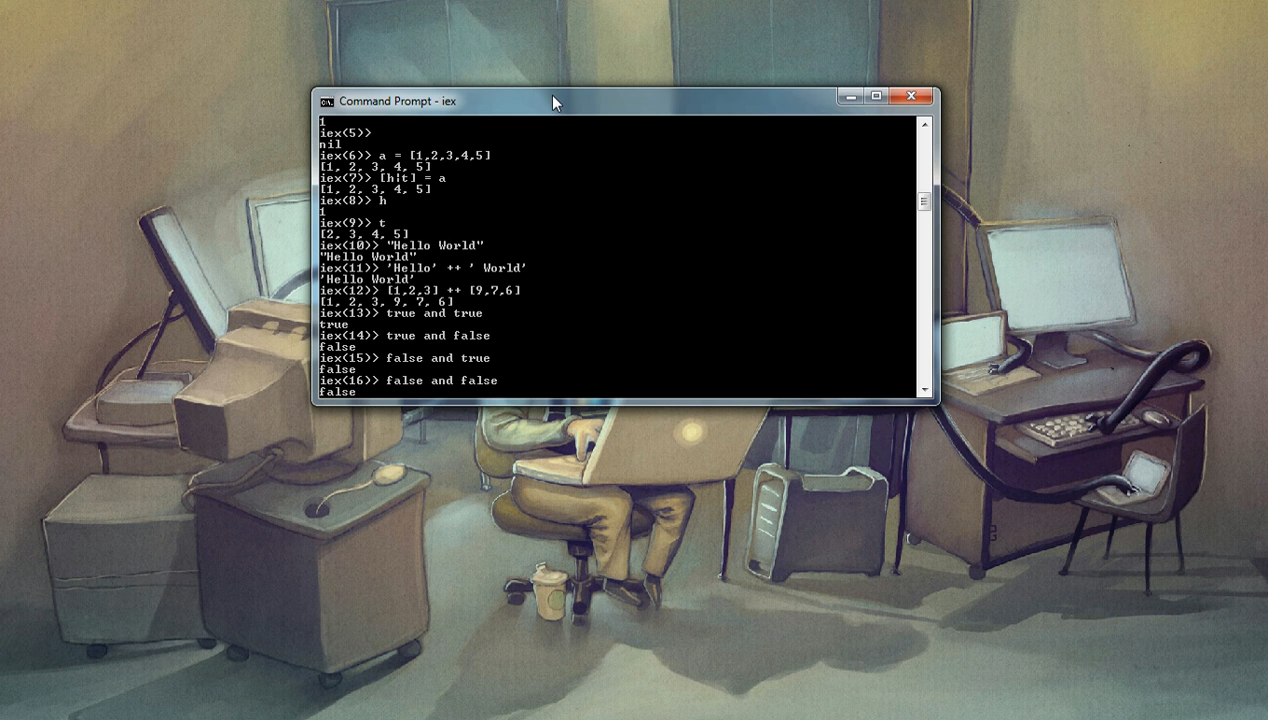 Command Prompt - iex
1
iex(5)>
nil
iex(6)> a = [1,2,3,4,5]
[1, 2, 3, 4, 5]
iex(7)> [h|t] = a
[1, 2, 3, 4, 5]
iex(8)> h
1
iex(9)> t
[2, 3, 4, 5]
iex(10)> "Hello World"
"Hello World"
iex(11)> 'Hello' ++ ' World'
'Hello World'
iex(12)> [1,2,3] ++ [9,7,6]
[1, 2, 3, 9, 7, 6]
iex(13)> true and true
true
iex(14)> true and false
false
iex(15)> false and true
false
iex(16)> false and false
false